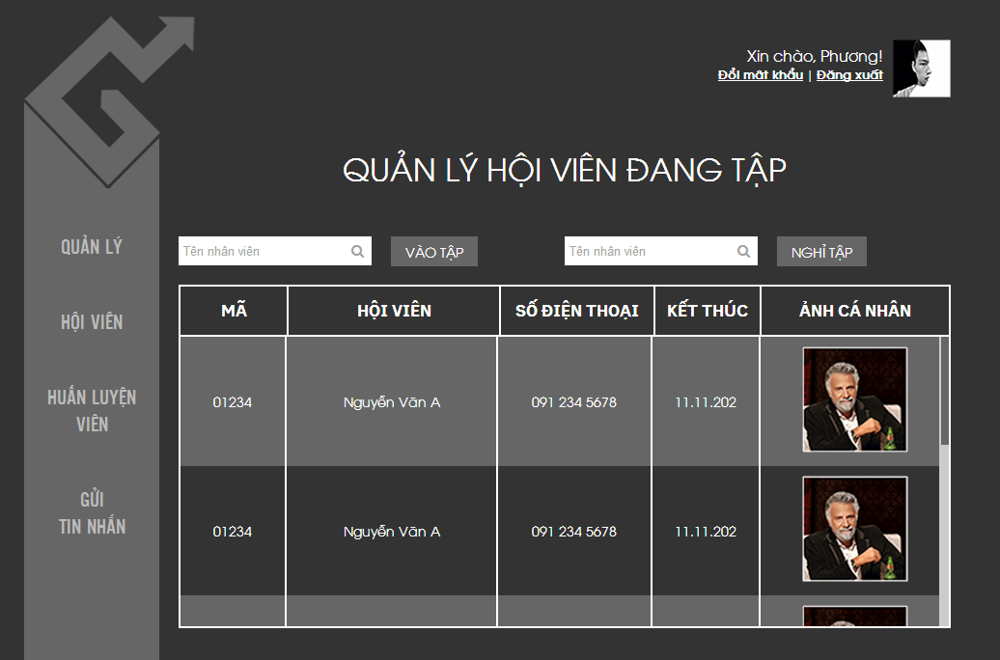 Xin chào, Phương!
Đổi mật khẩu | Đăng xuất
QUẢN LÝ HỘI VIÊN ĐANG TẬP
QUẢN LÝ
HỘI VIÊN
HUẤN LUYỆN
VIÊN
GỬI
TIN NHẮN
Tên nhân viên VÀO TẬP Tên nhân viên NGHỈ TẬP
MÃ HỘI VIÊN SỐ ĐIỆN THOẠI KẾT THÚC ẢNH CÁ NHÂN
01234 Nguyễn Văn A 091 234 5678 11.11.202
01234 Nguyễn Văn A 091 234 5678 11.11.202